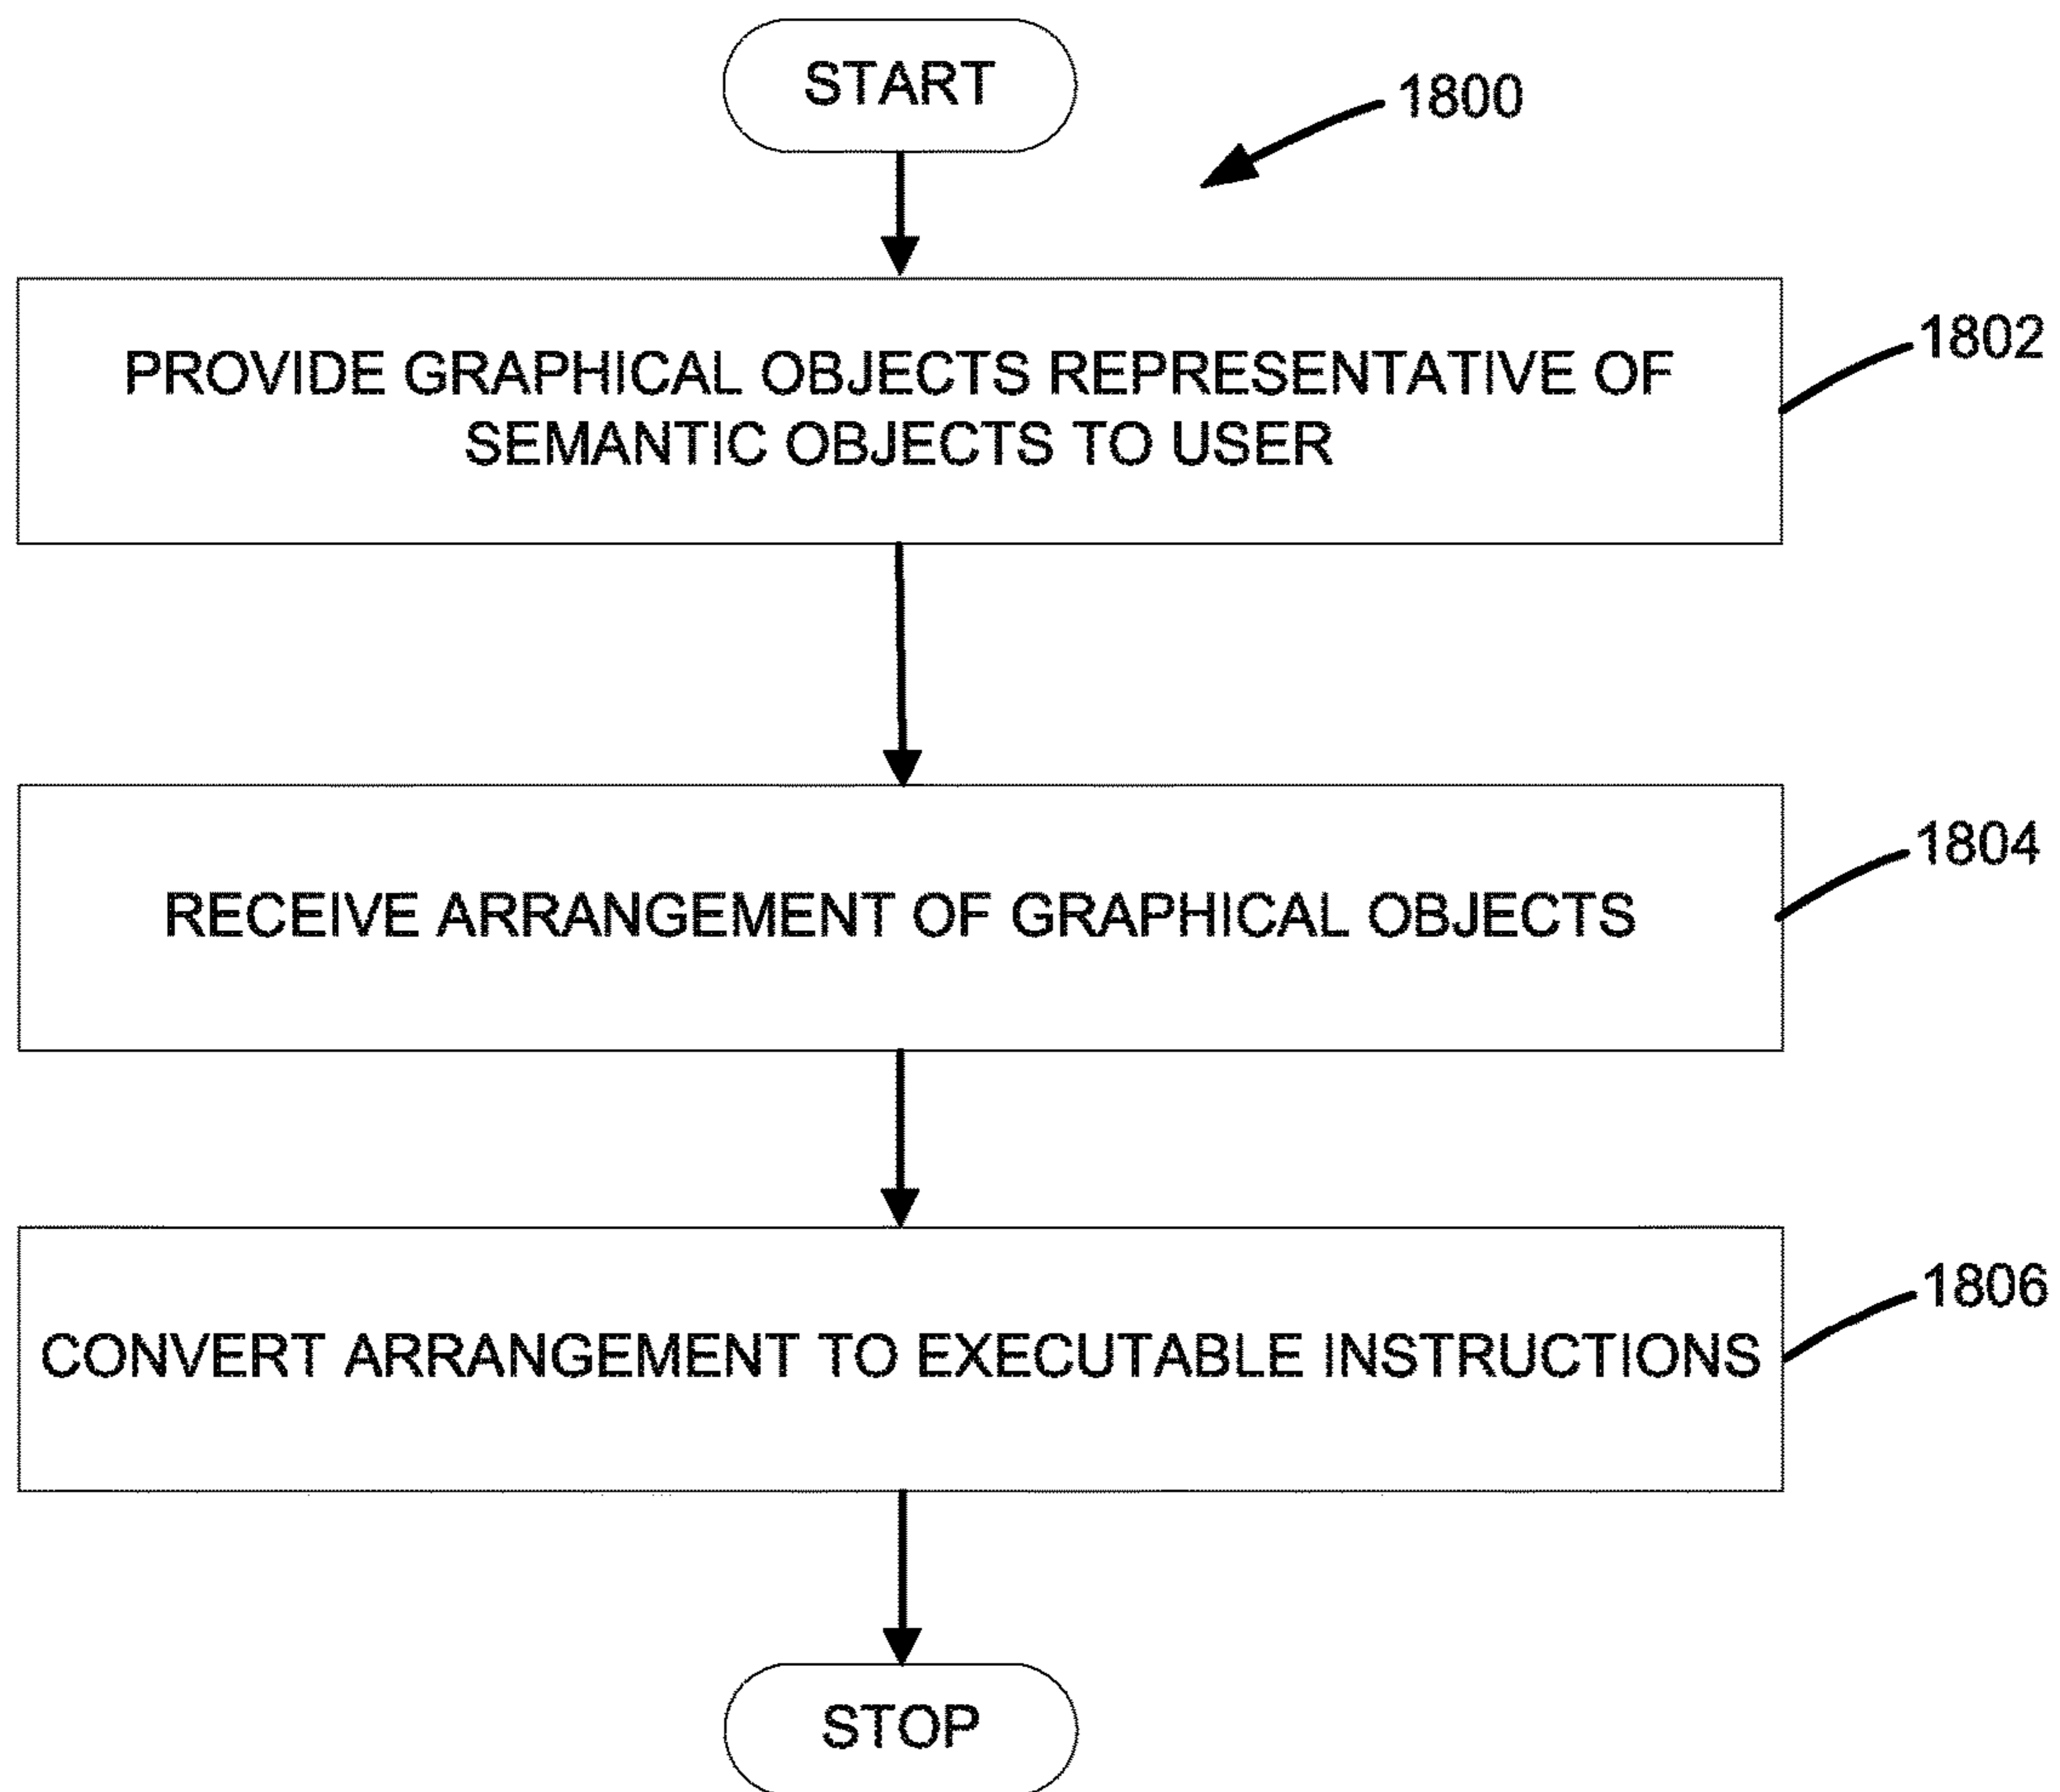 START
1800
PROVIDE GRAPHICAL OBJECTS REPRESENTATIVE OF
SEMANTIC OBJECTS TO USER
1802
RECEIVE ARRANGEMENT OF GRAPHICAL OBJECTS
1804
CONVERT ARRANGEMENT TO EXECUTABLE INSTRUCTIONS
1806
STOP